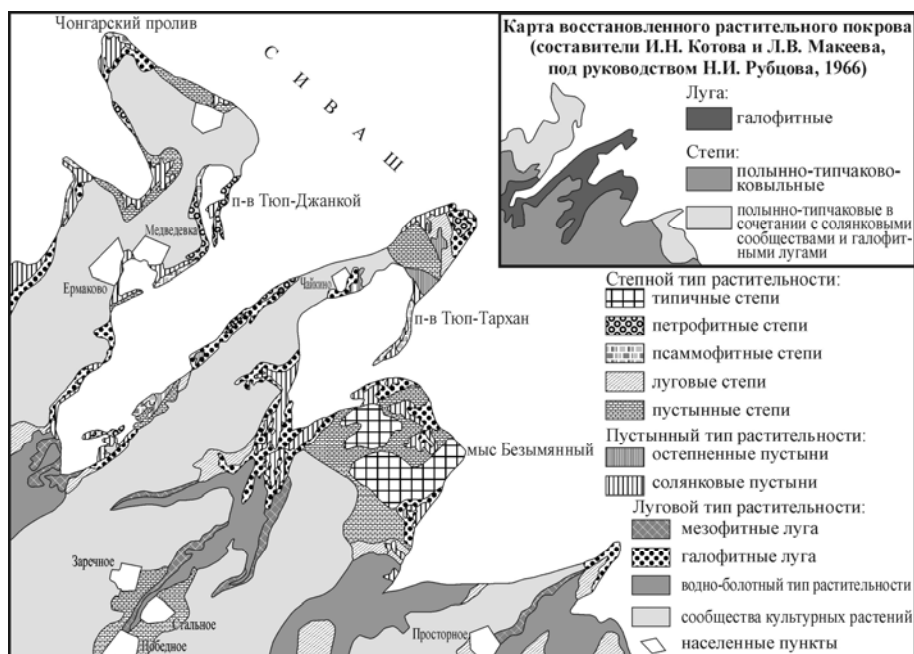 Чонгарский пролив
СИВАШ
п-в Тюп-Джанкой
Медведевка
Ермаково
Чайкино
п-в Тюп-Тархан
мыс Безымянный
Заречное
Стальное
Победное
Просторное
Карта восстановленного растительного покрова
(составители И.Н. Котова и Л.В. Макеева,
под руководством Н.И. Рубцова, 1966)
Луга:
галофитные
Степи:
полынно-типчаково-
ковыльные
полынно-типчаковые в
сочетании с солянковыми
сообществами и галофит-
ными лугами
Степной тип растительности:
типичные степи
петрофитные степи
псаммофитные степи
луговые степи
пустынные степи
Пустынный тип растительности:
остепненные пустыни
солянковые пустыни
Луговой тип растительности:
мезофитные луга
галофитные луга
водно-болотный тип растительности
сообщества культурных растений
населенные пункты